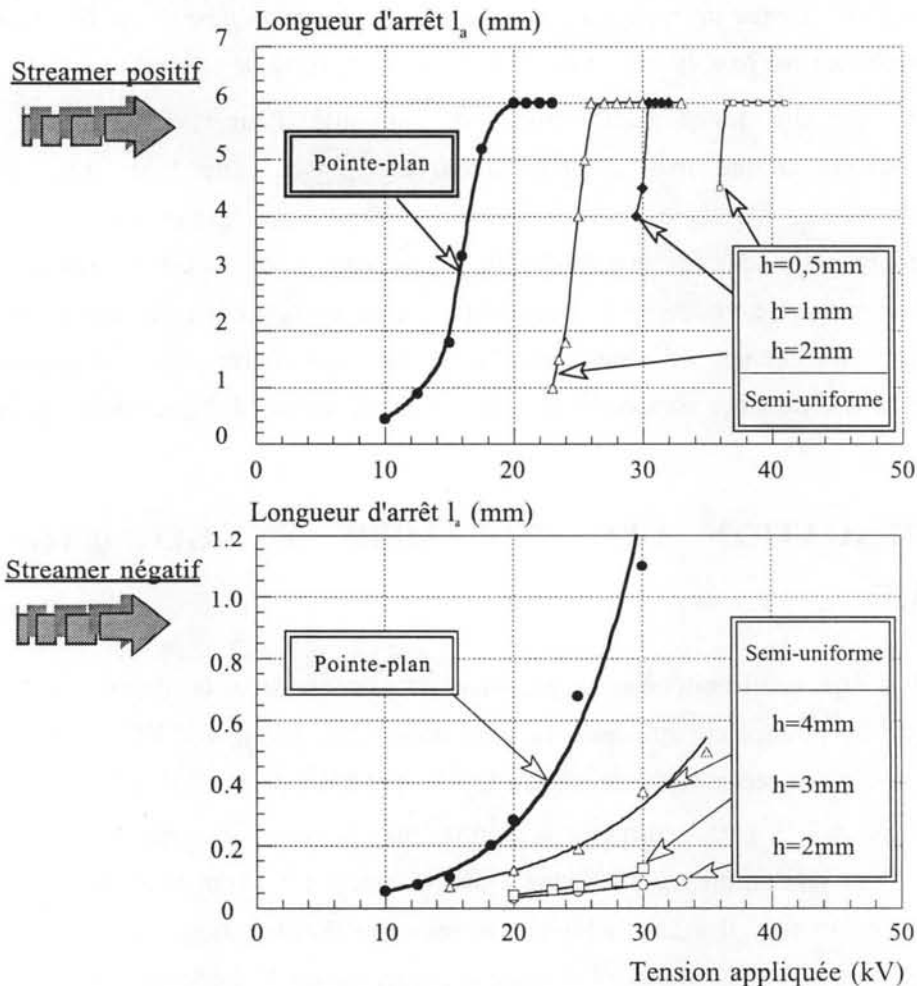 Longueur d'arrêt lₐ (mm)
Streamer positif
7
6
5
4
3
2
1
0
Pointe-plan
h=0,5mm
h=1mm
h=2mm
Semi-uniforme
0
10
20
30
40
50
Longueur d'arrêt lₐ (mm)
Streamer négatif
1.2
1.0
0.8
0.6
0.4
0.2
0
Pointe-plan
Semi-uniforme
h=4mm
h=3mm
h=2mm
0
10
20
30
40
50
Tension appliquée (kV)